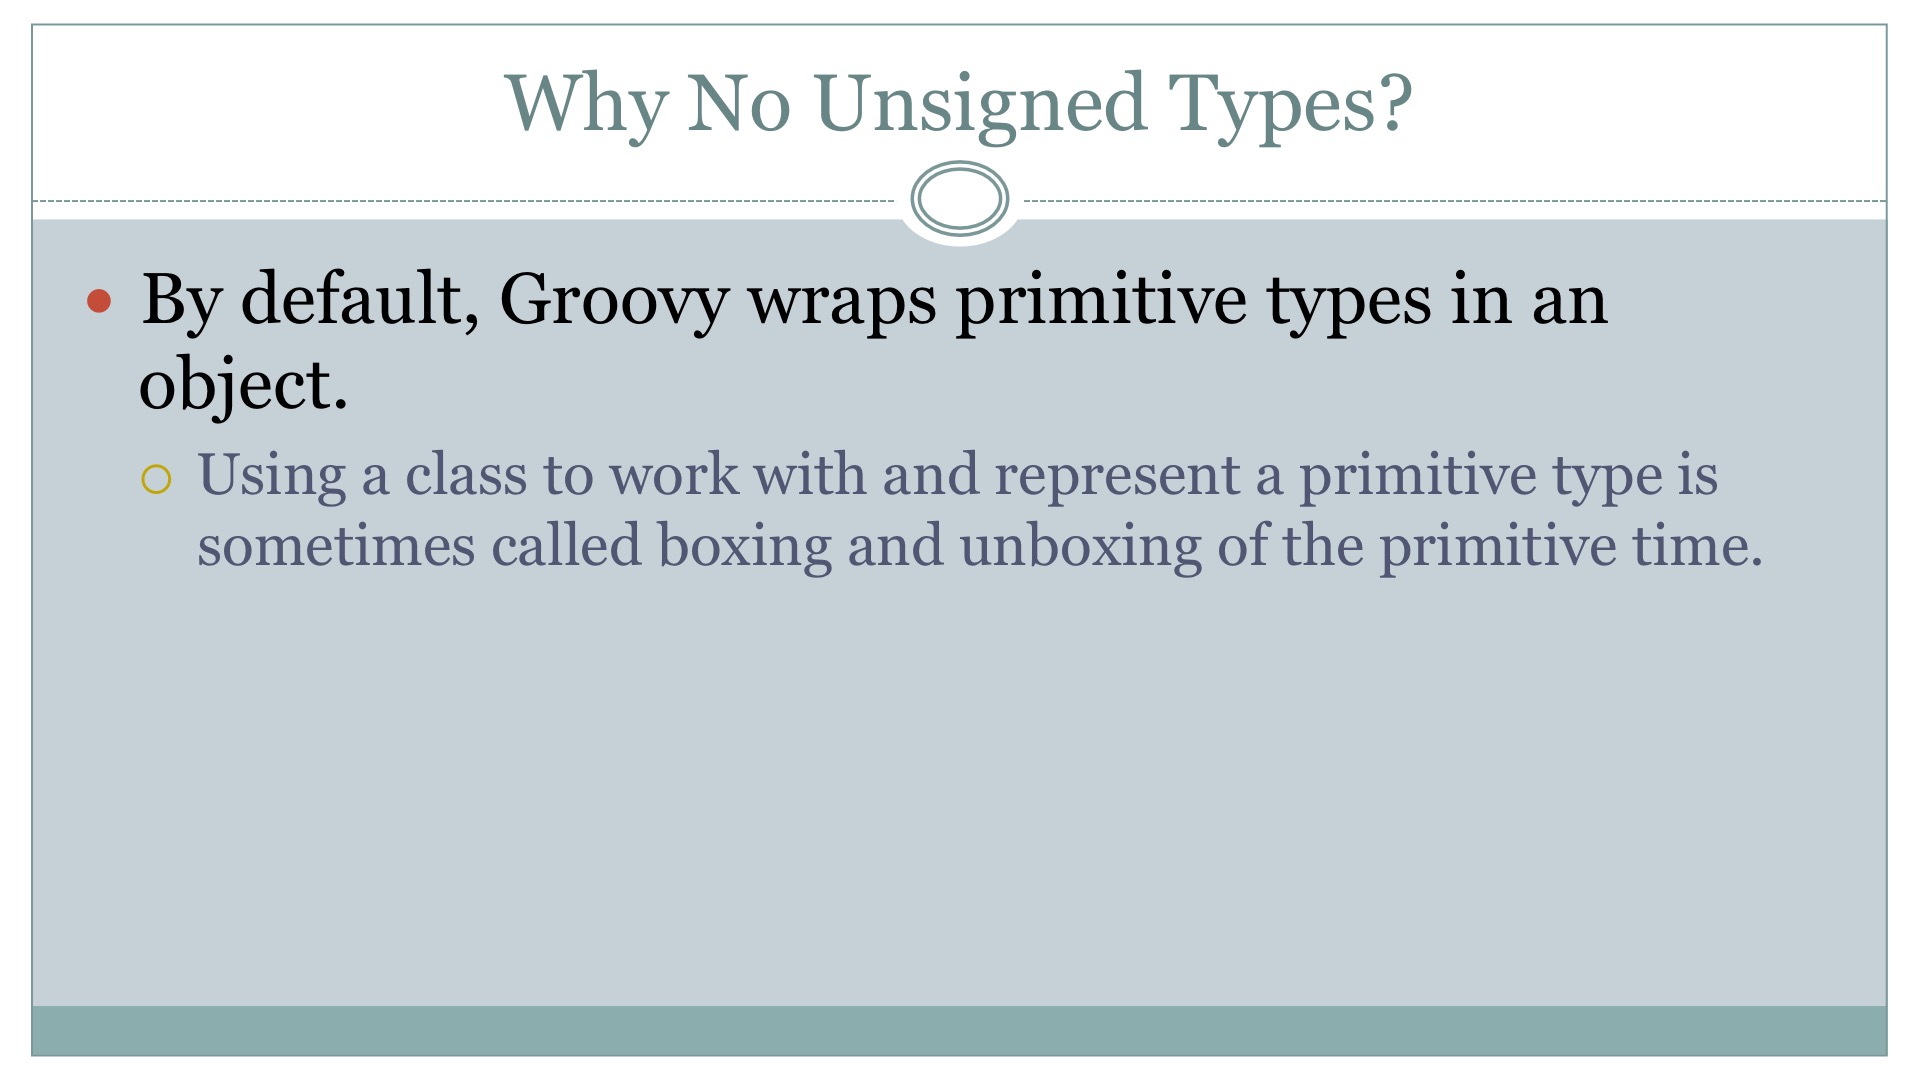 Why No Unsigned Types?
By default, Groovy wraps primitive types in an
object.
Using a class to work with and represent a primitive type is
sometimes called boxing and unboxing of the primitive time.